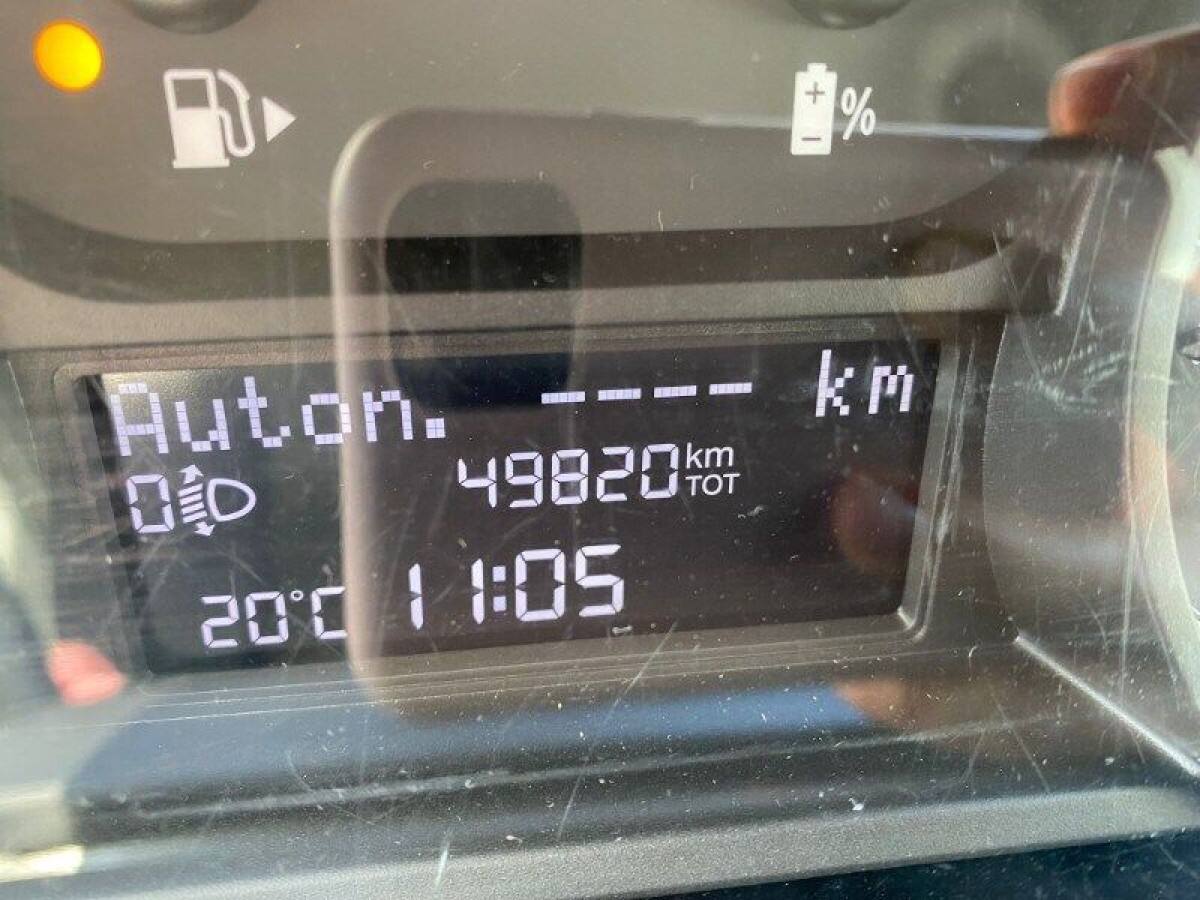 + - %
Auton. ---- km
0 49820 km TOT
20°C 11:05